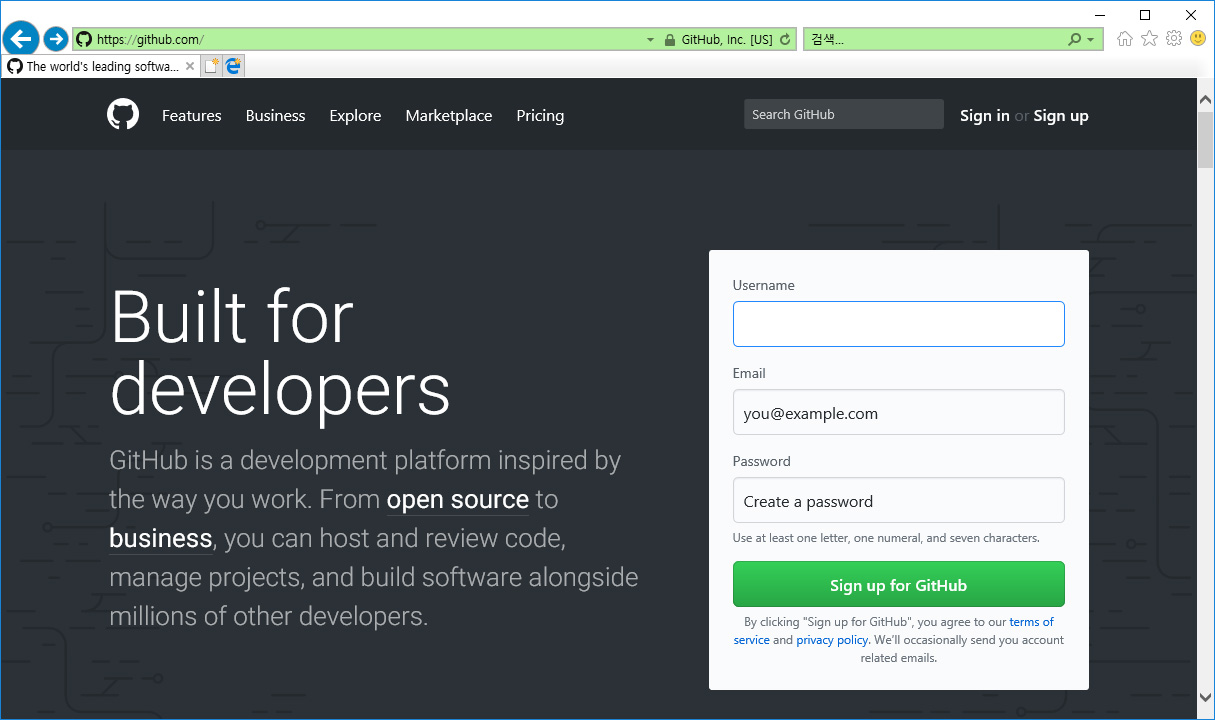 https://github.com/
GitHub, Inc. [US]
검색...
The world's leading softwa...
Features
Business
Explore
Marketplace
Pricing
Search GitHub
Sign in or Sign up
Built for
developers
GitHub is a development platform inspired by
the way you work. From open source to
business, you can host and review code,
manage projects, and build software alongside
millions of other developers.
Username
Email
you@example.com
Password
Create a password
Use at least one letter, one numeral, and seven characters.
Sign up for GitHub
By clicking "Sign up for GitHub", you agree to our terms of
service and privacy policy. We'll occasionally send you account
related emails.